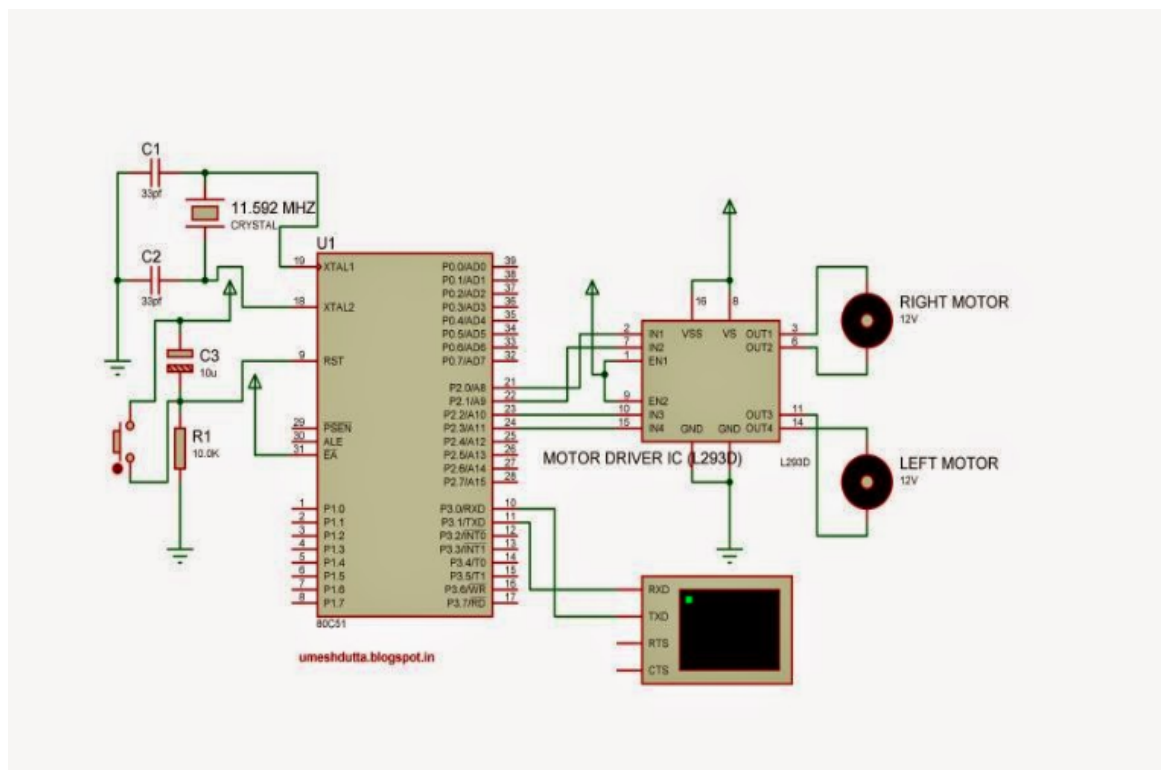 C1
33pf
11.592 MHZ
CRYSTAL
C2
33pf
C3
10u
R1
10.0K
U1
19 XTAL1
18 XTAL2
9 RST
29 PSEN
30 ALE
31 EA
1 P1.0
2 P1.1
3 P1.2
4 P1.3
5 P1.4
6 P1.5
7 P1.6
8 P1.7
P0.0/AD0 39
P0.1/AD1 38
P0.2/AD2 37
P0.3/AD3 36
P0.4/AD4 35
P0.5/AD5 34
P0.6/AD6 33
P0.7/AD7 32
P2.0/A8 21
P2.1/A9 22
P2.2/A10 23
P2.3/A11 24
P2.4/A12 25
P2.5/A13 26
P2.6/A14 27
P2.7/A15 28
P3.0/RXD 10
P3.1/TXD 11
P3.2/INT0 12
P3.3/INT1 13
P3.4/T0 14
P3.5/T1 15
P3.6/WR 16
P3.7/RD 17
80C51
umeshdutta.blogspot.in
16 8
2 IN1 VSS VS OUT1 3
7 IN2 OUT2 6
1 EN1
9 EN2
10 IN3 OUT3 11
15 IN4 GND GND OUT4 14
MOTOR DRIVER IC (L293D)
L293D
RIGHT MOTOR
12V
LEFT MOTOR
12V
RXD
TXD
RTS
CTS